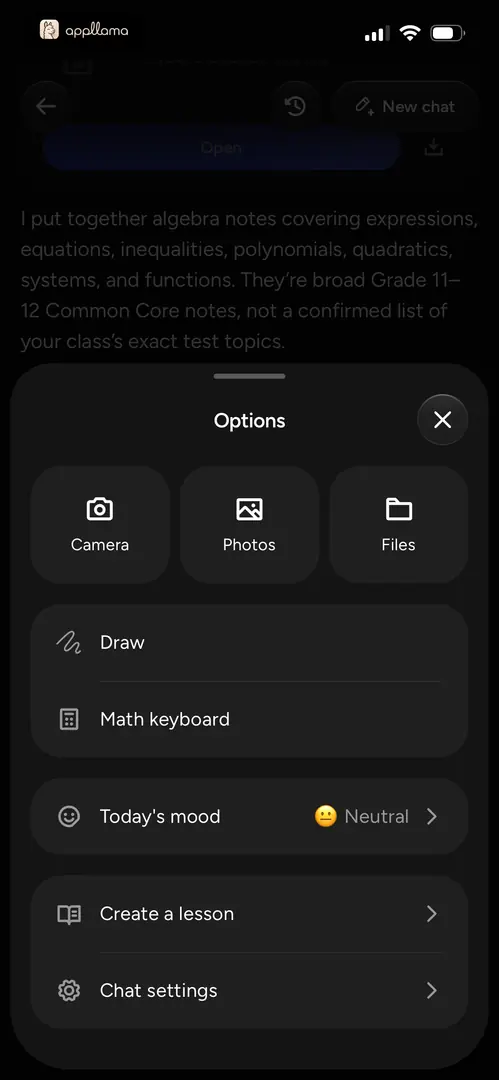 appllama
New chat
Open
I put together algebra notes covering expressions,
equations, inequalities, polynomials, quadratics,
systems, and functions. They’re broad Grade 11–
12 Common Core notes, not a confirmed list of
your class’s exact test topics.
Options
Camera
Photos
Files
Draw
Math keyboard
Today's mood
😐 Neutral
Create a lesson
Chat settings